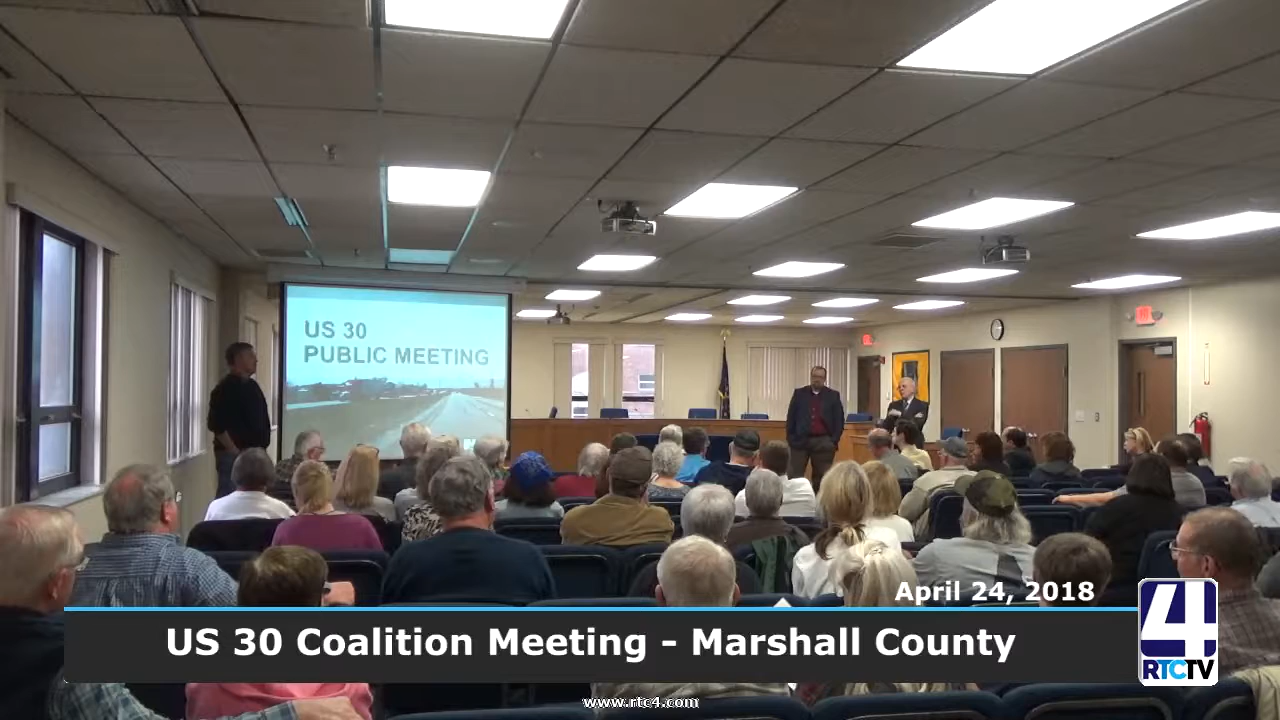 US 30
PUBLIC MEETING
April 24, 2018
US 30 Coalition Meeting - Marshall County
4
RTCTV
www.rtc4.com